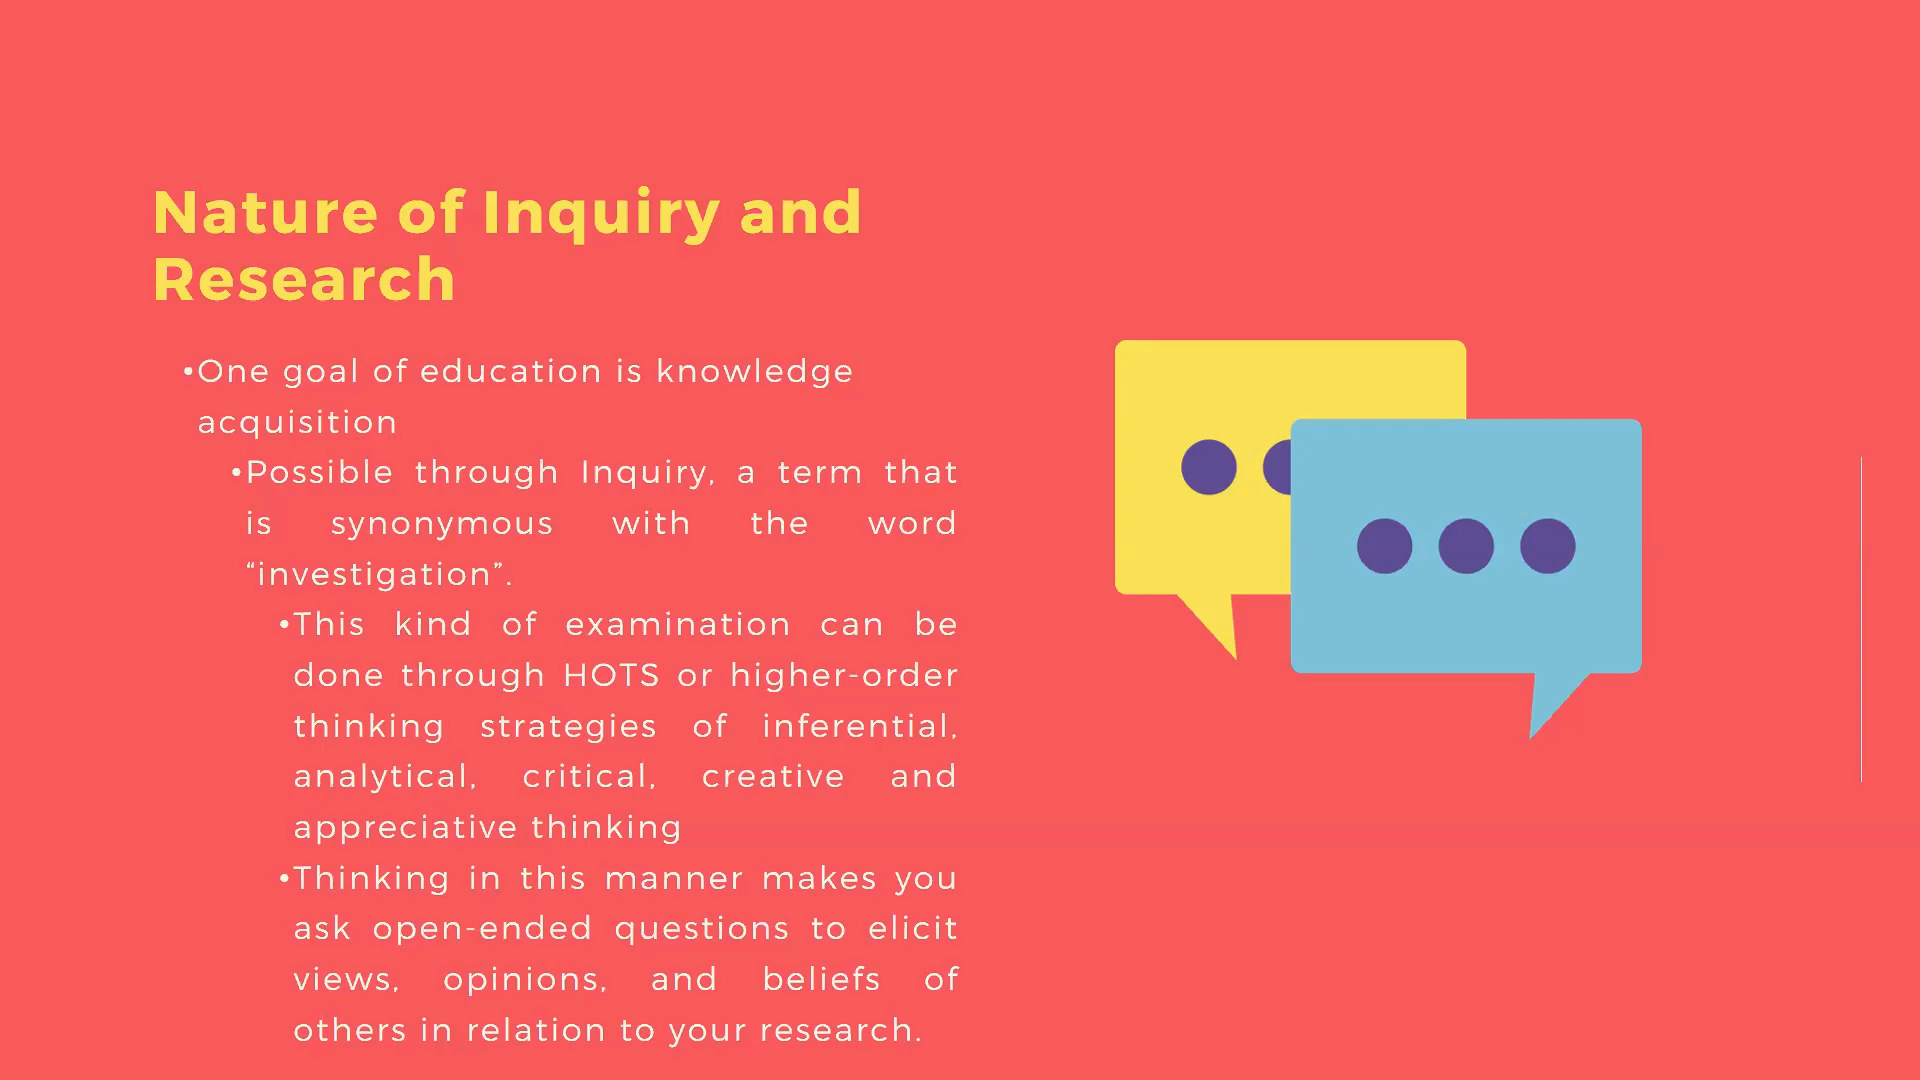 Nature of Inquiry and
Research
•One goal of education is knowledge
acquisition
•Possible through Inquiry, a term that
is synonymous with the word
“investigation”.
•This kind of examination can be
done through HOTS or higher-order
thinking strategies of inferential,
analytical, critical, creative and
appreciative thinking
•Thinking in this manner makes you
ask open-ended questions to elicit
views, opinions, and beliefs of
others in relation to your research.